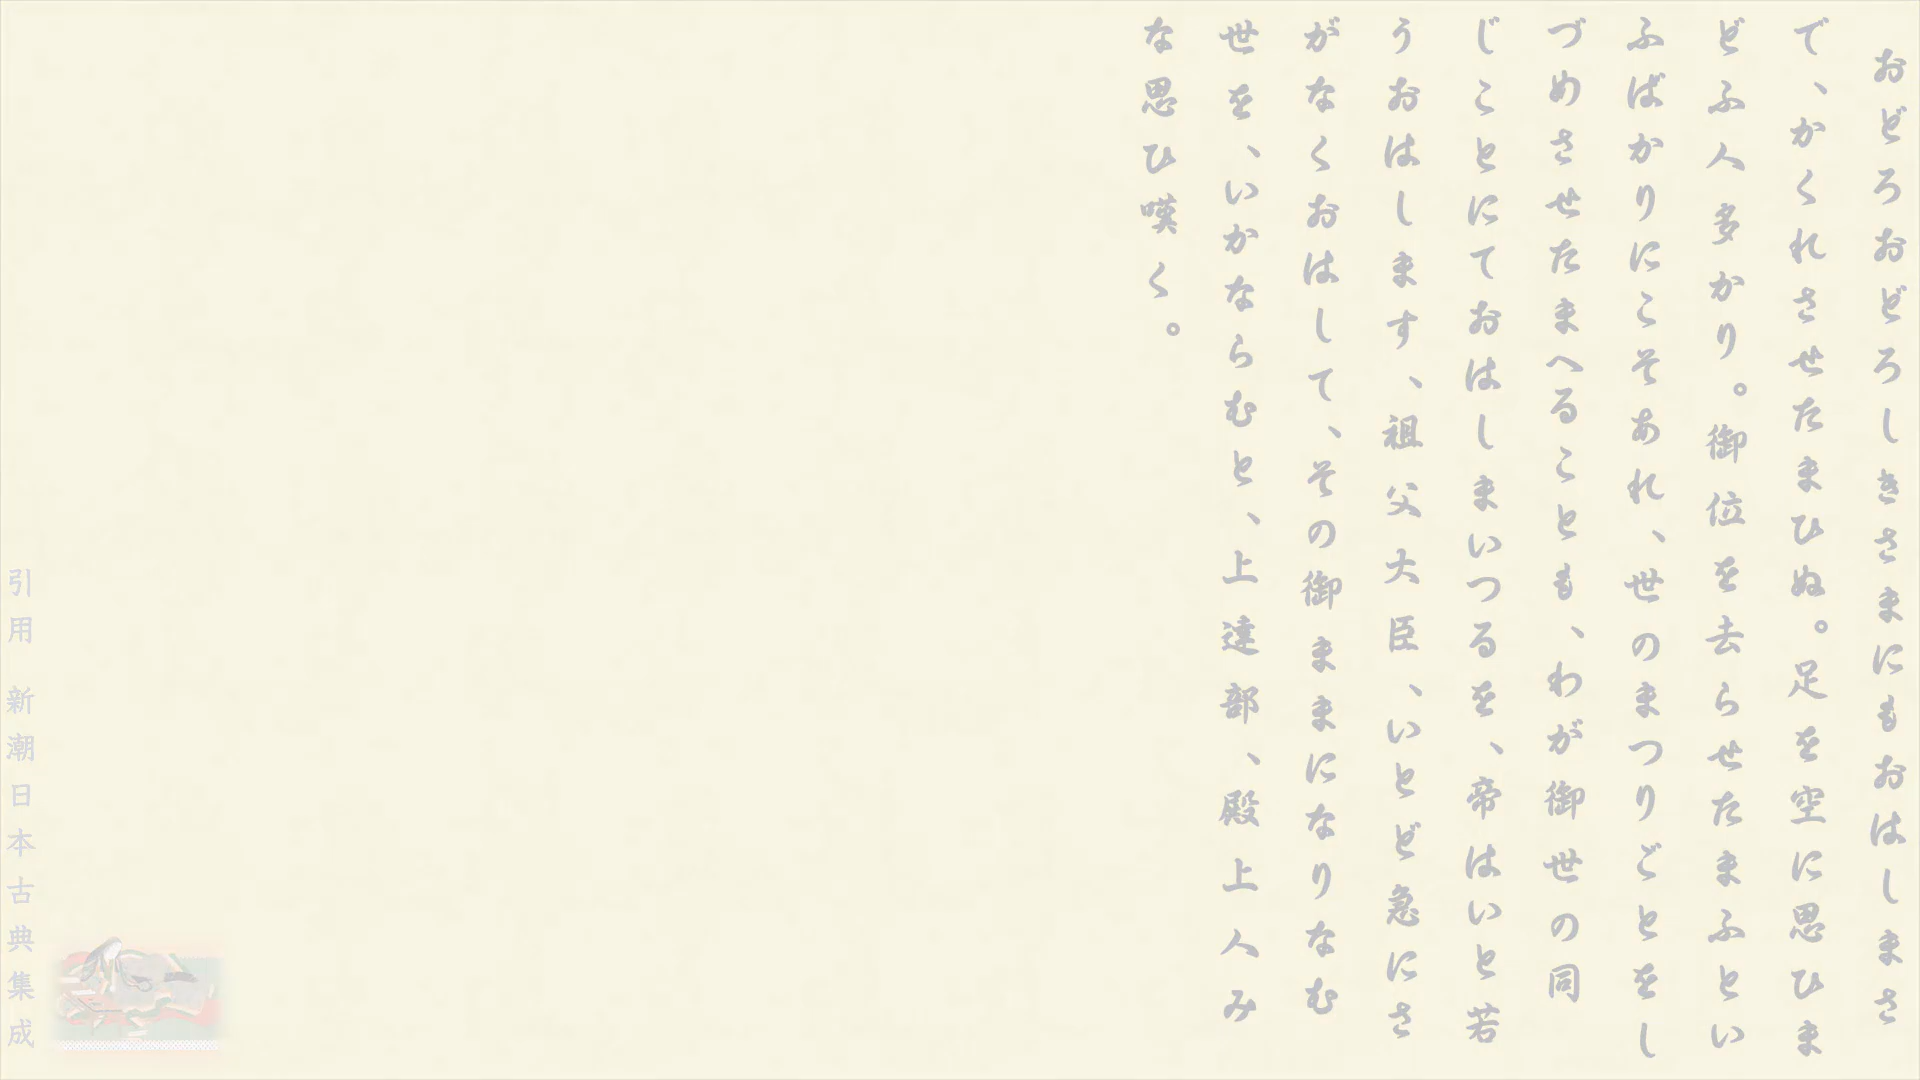 おどろおどろしきさまにもおはしまさ
で、かくれさせたまひぬ。足を空に思ひま
どふ人多かり。御位を去らせたまふとい
ふばかりにこそあれ、世のまつりごとをし
づめさせたまへることも、わが御世の同
じことにておはしまいつるを、帝はいと若
うおはします、祖父大臣、いとど急にさ
がなくおはして、その御ままになりなむ
世を、いかならむと、上達部、殿上人み
な思ひ嘆く。
引用 新潮日本古典集成